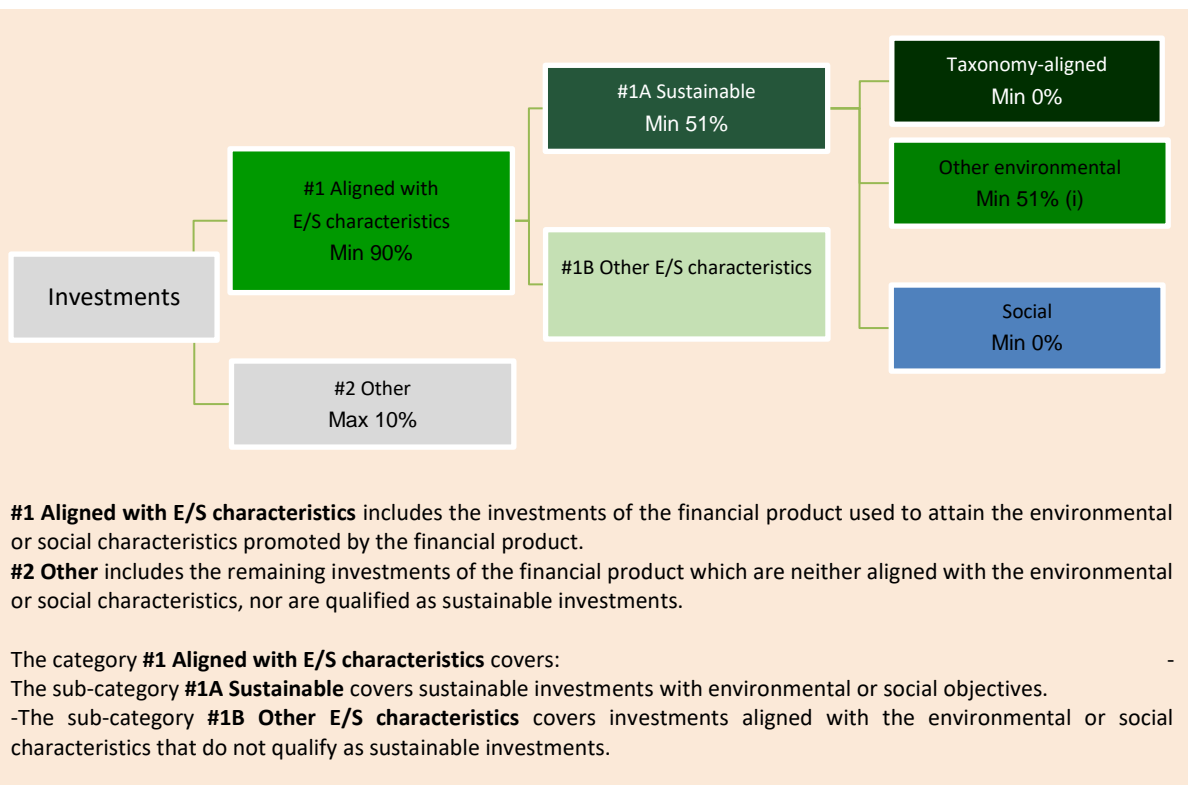 Taxonomy-aligned
Min 0%
#1A Sustainable
Min 51%
Other environmental
Min 51% (i)
#1 Aligned with
E/S characteristics
Min 90%
#1B Other E/S characteristics
Investments
Social
Min 0%
#2 Other
Max 10%
#1 Aligned with E/S characteristics includes the investments of the financial product used to attain the environmental
or social characteristics promoted by the financial product.
#2 Other includes the remaining investments of the financial product which are neither aligned with the environmental
or social characteristics, nor are qualified as sustainable investments.
The category #1 Aligned with E/S characteristics covers: -
The sub-category #1A Sustainable covers sustainable investments with environmental or social objectives.
-The sub-category #1B Other E/S characteristics covers investments aligned with the environmental or social
characteristics that do not qualify as sustainable investments.